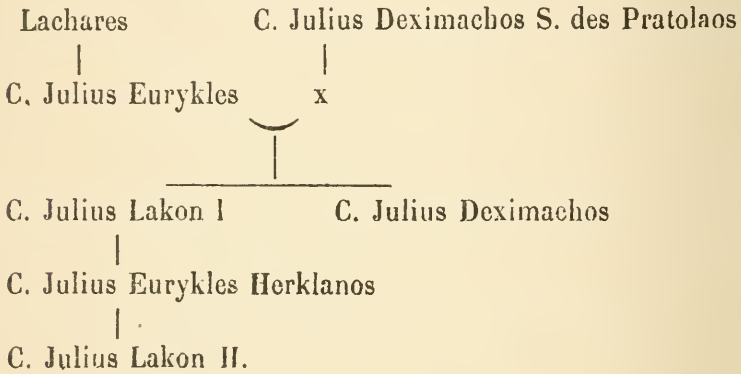 Lachares C. Julius Deximachos S. des Pratolaos
C. Julius Eurykles x
C. Julius Lakon I C. Julius Deximachos
C. Julius Eurykles Herklanos
C. Julius Lakon II.